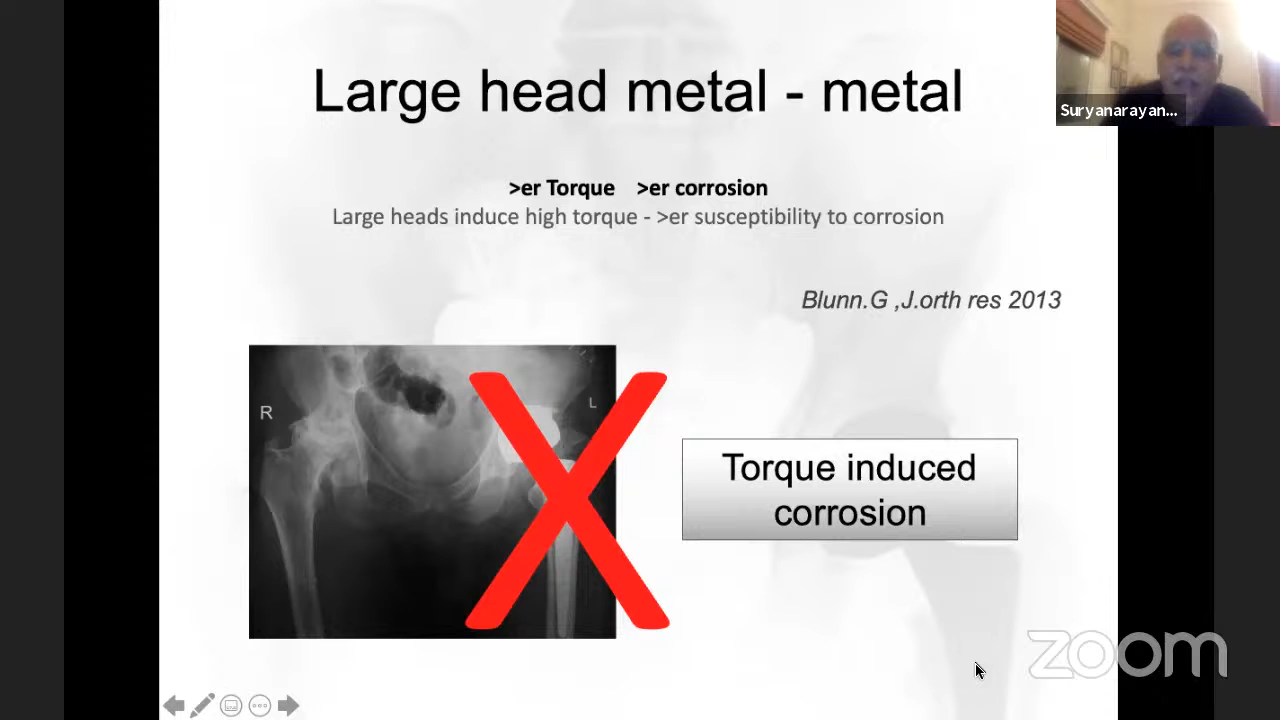 Large head metal - metal
Suryanarayan...
>er Torque >er corrosion
Large heads induce high torque - >er susceptibility to corrosion
Blunn.G ,J.orth res 2013
R
L
Torque induced
corrosion
zoom